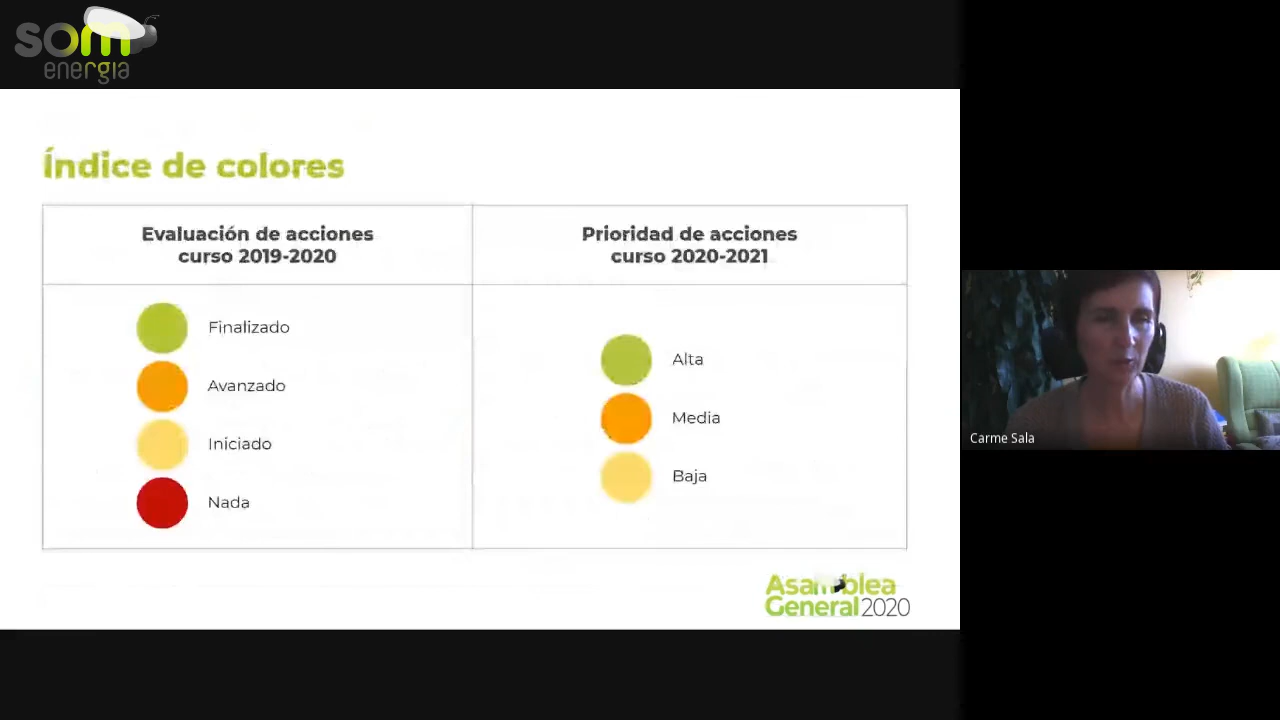 som
energia
Índice de colores
Evaluación de acciones
curso 2019-2020
Prioridad de acciones
curso 2020-2021
Finalizado
Avanzado
Iniciado
Nada
Alta
Media
Baja
Carme Sala
Asamblea
General 2020